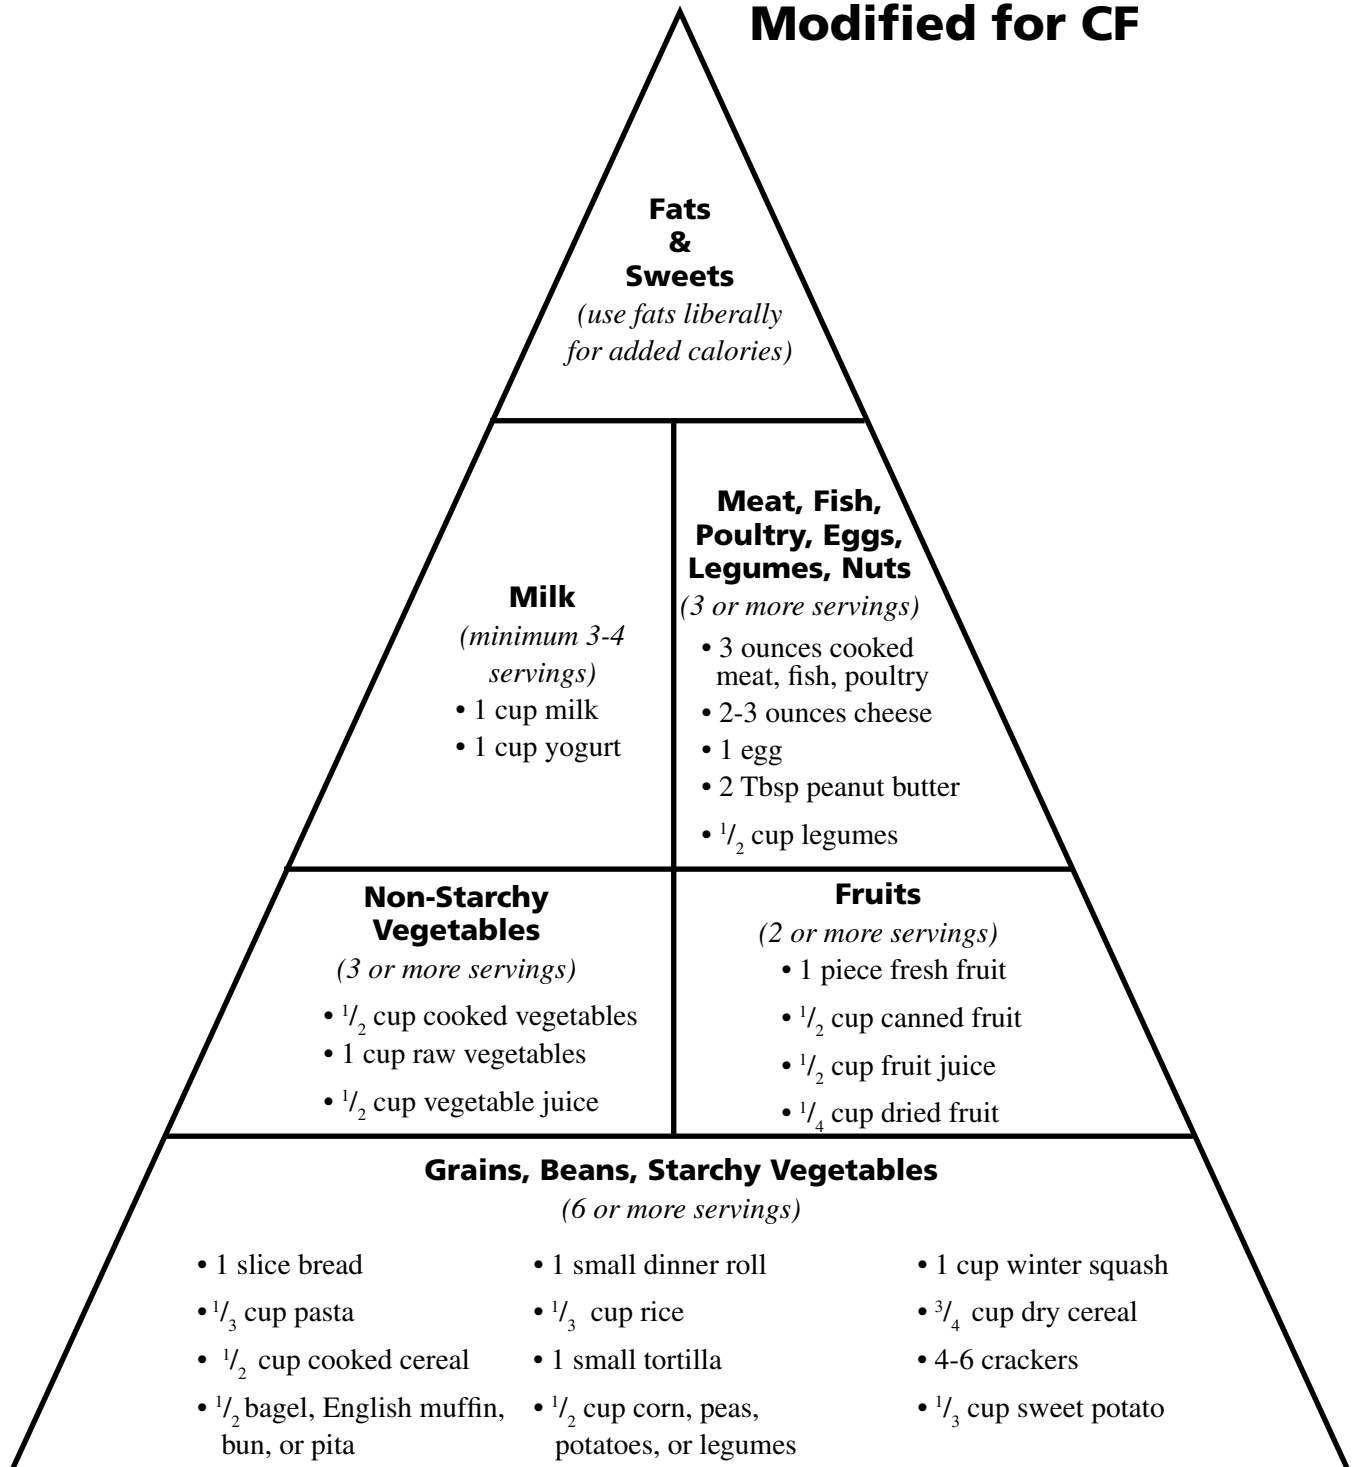 Modified for CF
Fats
&
Sweets
(use fats liberally
for added calories)
Milk
(minimum 3-4
servings)
• 1 cup milk
• 1 cup yogurt
Meat, Fish,
Poultry, Eggs,
Legumes, Nuts
(3 or more servings)
• 3 ounces cooked
meat, fish, poultry
• 2-3 ounces cheese
• 1 egg
• 2 Tbsp peanut butter
• 1/2 cup legumes
Non-Starchy
Vegetables
(3 or more servings)
• 1/2 cup cooked vegetables
• 1 cup raw vegetables
• 1/2 cup vegetable juice
Fruits
(2 or more servings)
• 1 piece fresh fruit
• 1/2 cup canned fruit
• 1/2 cup fruit juice
• 1/4 cup dried fruit
Grains, Beans, Starchy Vegetables
(6 or more servings)
• 1 slice bread
• 1/3 cup pasta
• 1/2 cup cooked cereal
• 1/2 bagel, English muffin,
bun, or pita
• 1 small dinner roll
• 1/3 cup rice
• 1 small tortilla
• 1/2 cup corn, peas,
potatoes, or legumes
• 1 cup winter squash
• 3/4 cup dry cereal
• 4-6 crackers
• 1/3 cup sweet potato